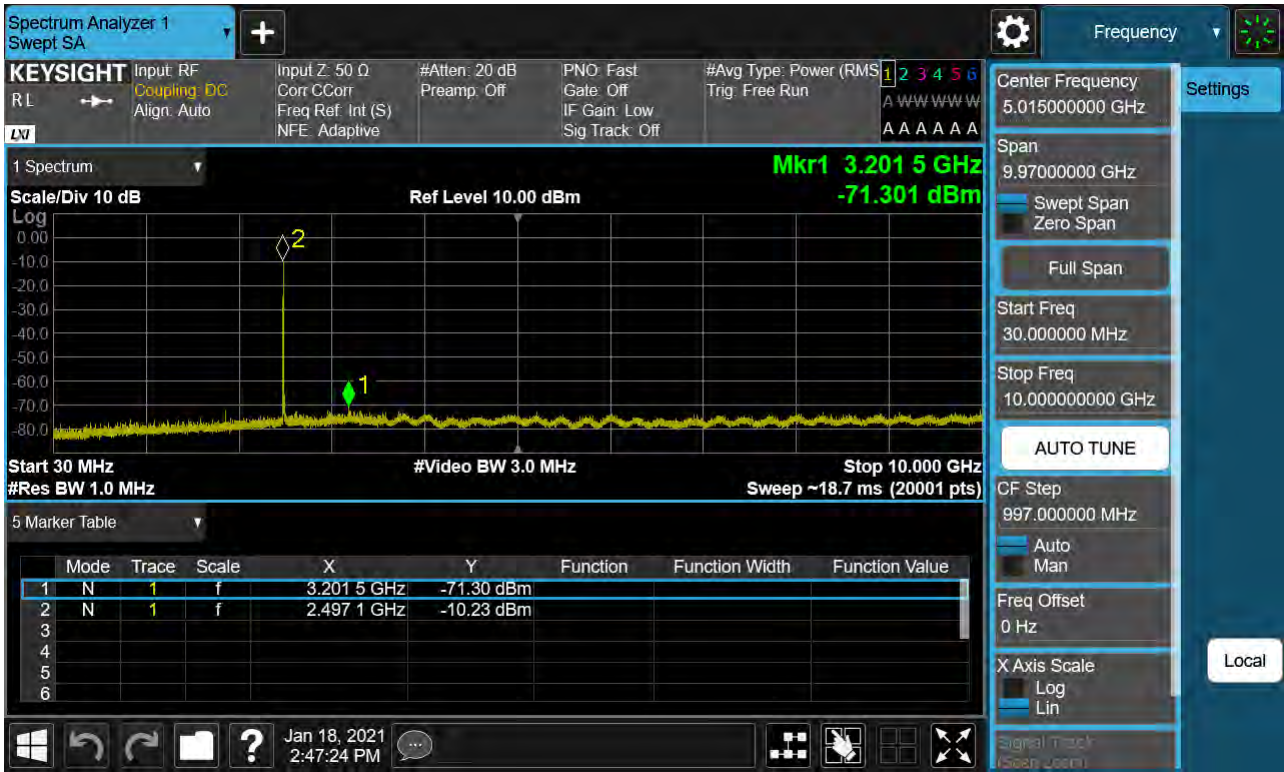 Spectrum Analyzer 1
Swept SA
Frequency
KEYSIGHT
RL
LXI
Input: RF
Coupling: DC
Align: Auto
Input Z: 50 Ω
Corr CCorr
Freq Ref: Int (S)
NFE: Adaptive
#Atten: 20 dB
Preamp: Off
PNO: Fast
Gate: Off
IF Gain: Low
Sig Track: Off
#Avg Type: Power (RMS
Trig: Free Run
1 2 3 4 5 6
A W W W W W
A A A A A A
1 Spectrum
Mkr1 3.201 5 GHz
-71.301 dBm
Scale/Div 10 dB
Ref Level 10.00 dBm
Log
0.00
-10.0
-20.0
-30.0
-40.0
-50.0
-60.0
-70.0
-80.0
2
1
Start 30 MHz
#Video BW 3.0 MHz
Stop 10.000 GHz
#Res BW 1.0 MHz
Sweep ~18.7 ms (20001 pts)
5 Marker Table
Mode Trace Scale X Y Function Function Width Function Value
1 N 1 f 3.201 5 GHz -71.30 dBm
2 N 1 f 2.497 1 GHz -10.23 dBm
3
4
5
6
Jan 18, 2021
2:47:24 PM
Center Frequency
5.015000000 GHz
Span
9.97000000 GHz
Swept Span
Zero Span
Full Span
Start Freq
30.000000 MHz
Stop Freq
10.000000000 GHz
AUTO TUNE
CF Step
997.000000 MHz
Auto
Man
Freq Offset
0 Hz
X Axis Scale
Log
Lin
Signal Track
(Span Zoom)
Settings
Local